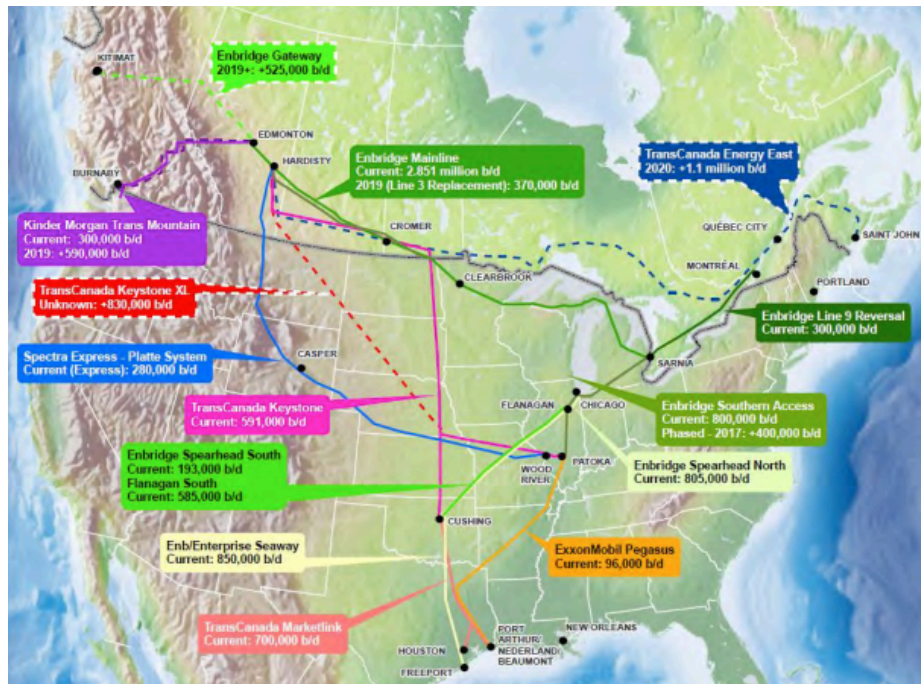 KITIMAT
Enbridge Gateway
2019+: +525,000 b/d
EDMONTON
HARDISTY
BURNABY
Enbridge Mainline
Current: 2.851 million b/d
2019 (Line 3 Replacement): 370,000 b/d
TransCanada Energy East
2020: +1.1 million b/d
Kinder Morgan Trans Mountain
Current: 300,000 b/d
2019: +590,000 b/d
CROMER
QUÉBEC CITY
SAINT JOHN
MONTRÉAL
CLEARBROOK
PORTLAND
TransCanada Keystone XL
Unknown: +830,000 b/d
Enbridge Line 9 Reversal
Current: 300,000 b/d
SARNIA
Spectra Express - Platte System
Current (Express): 280,000 b/d
CASPER
TransCanada Keystone
Current: 591,000 b/d
FLANAGAN
CHICAGO
Enbridge Southern Access
Current: 800,000 b/d
Phased - 2017: +400,000 b/d
Enbridge Spearhead South
Current: 193,000 b/d
Flanagan South
Current: 585,000 b/d
WOOD
RIVER
PATOKA
Enbridge Spearhead North
Current: 805,000 b/d
CUSHING
Enb/Enterprise Seaway
Current: 850,000 b/d
ExxonMobil Pegasus
Current: 96,000 b/d
TransCanada Marketlink
Current: 700,000 b/d
HOUSTON
FREEPORT
PORT
ARTHUR/
NEDERLAND/
BEAUMONT
NEW ORLEANS